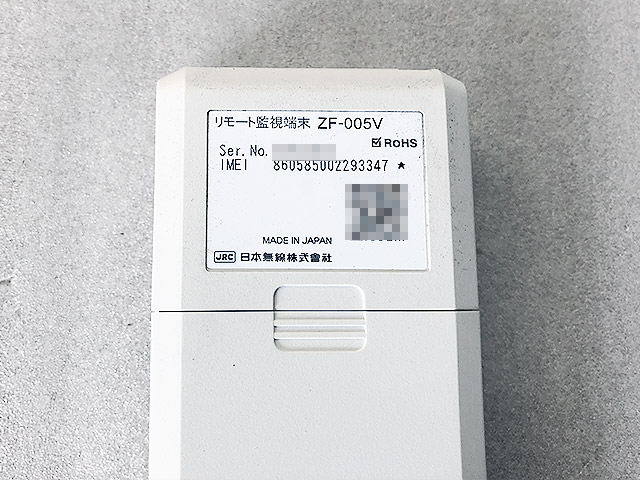 リモート監視端末 ZF-005V
RoHS
Ser.No.
IMEI 860585002293347 ★
MADE IN JAPAN
JRC 日本無線株式會社